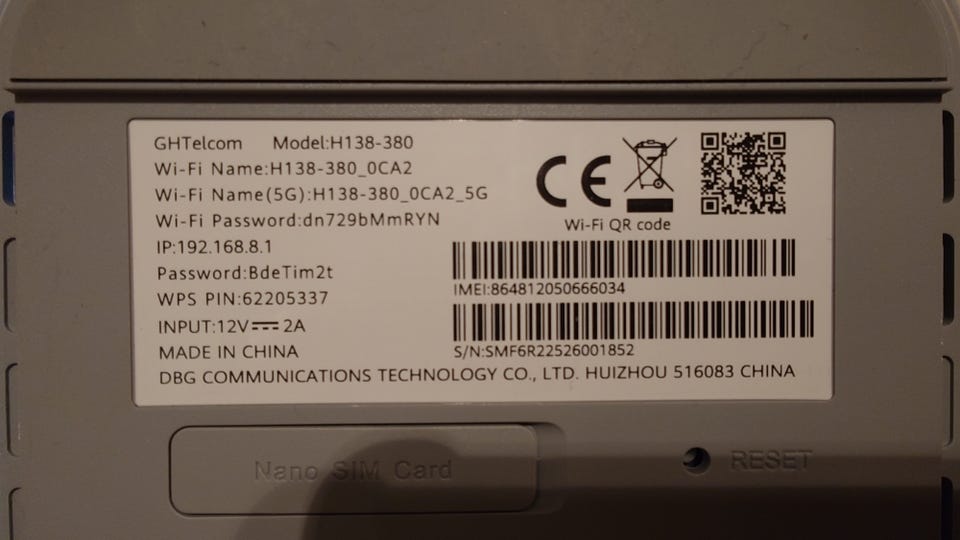 GHTelcom Model:H138-380
Wi-Fi Name:H138-380_0CA2
Wi-Fi Name(5G):H138-380_0CA2_5G
Wi-Fi Password:dn729bMmRYN
IP:192.168.8.1
Password:BdeTim2t
WPS PIN:62205337
INPUT:12V⎓2A
MADE IN CHINA
DBG COMMUNICATIONS TECHNOLOGY CO., LTD. HUIZHOU 516083 CHINA
CE
Wi-Fi QR code
IMEI:864812050666034
S/N:SMF6R22526001852
Nano SIM Card
RESET